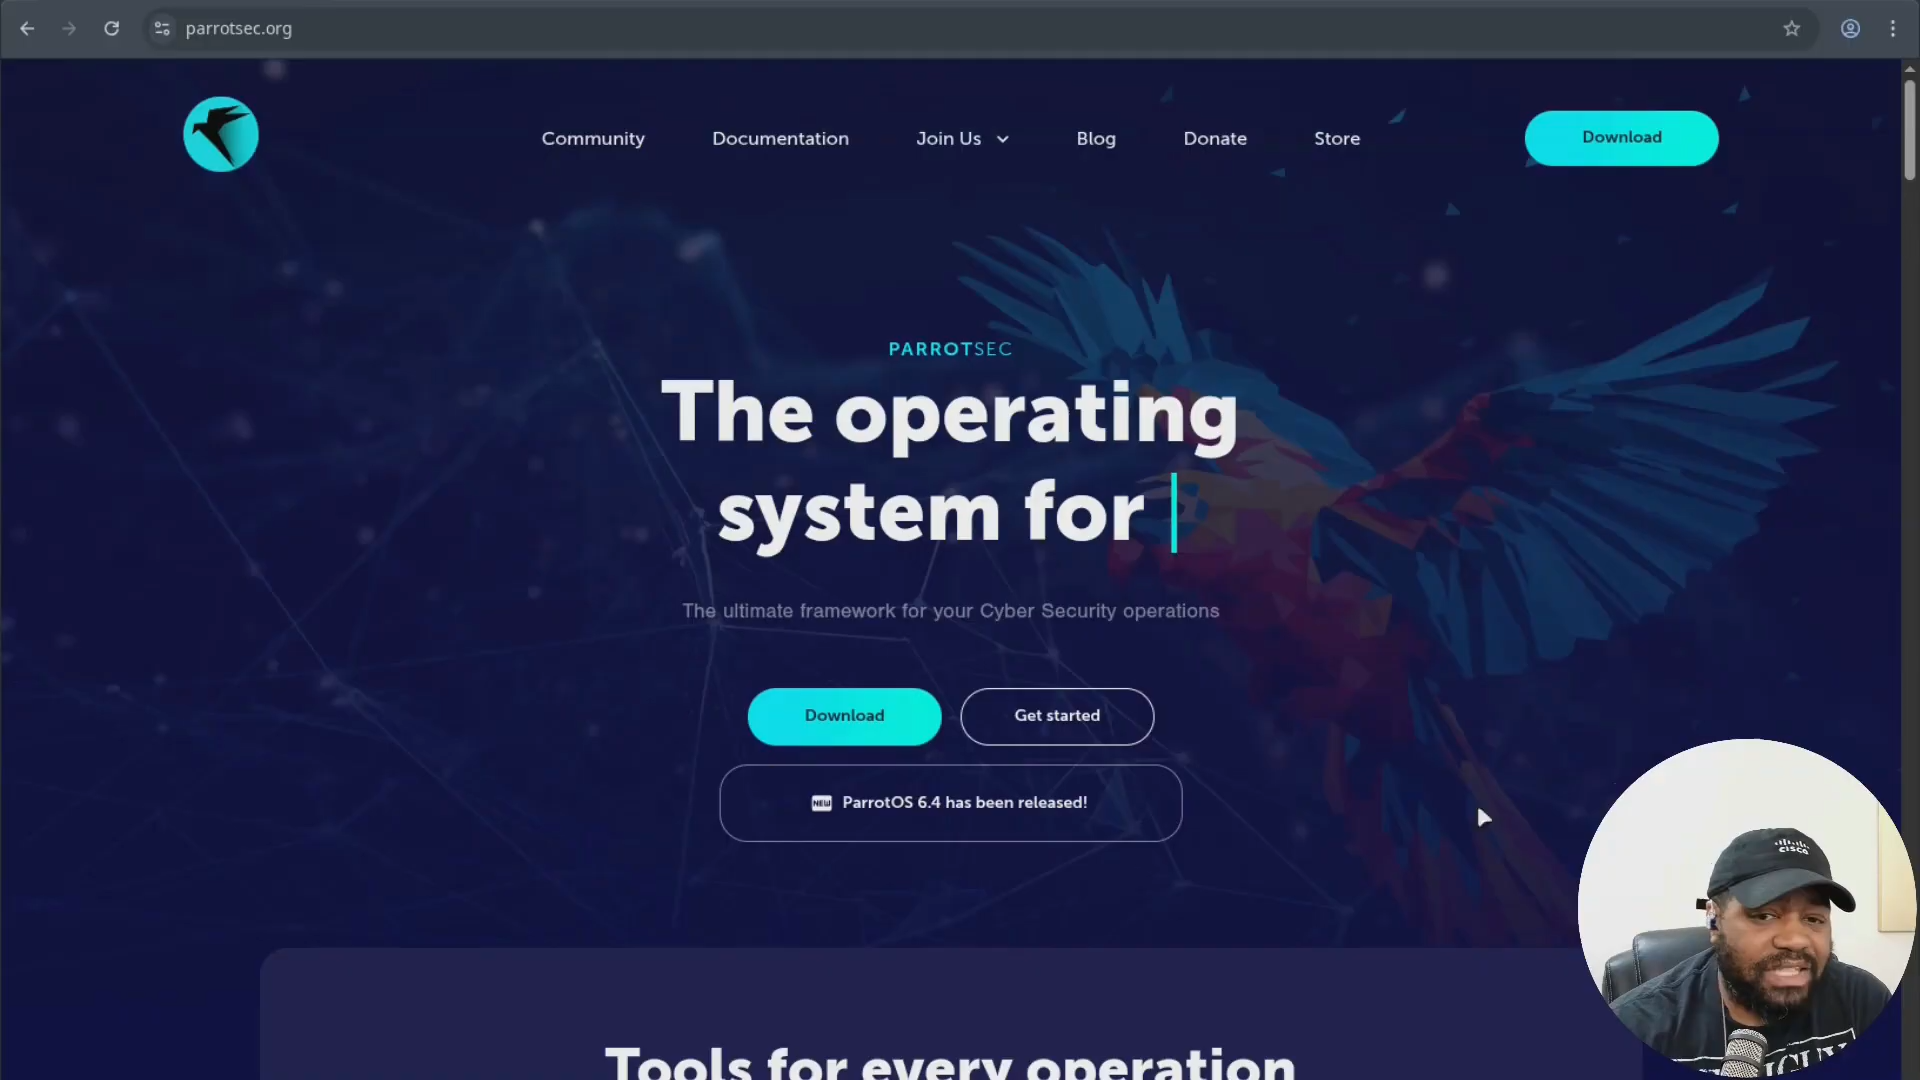 parrotsec.org
Community
Documentation
Join Us
Blog
Donate
Store
Download
PARROTSEC
The operating
system for
The ultimate framework for your Cyber Security operations
Download
Get started
NEW ParrotOS 6.4 has been released!
Tools for every operation
cisco